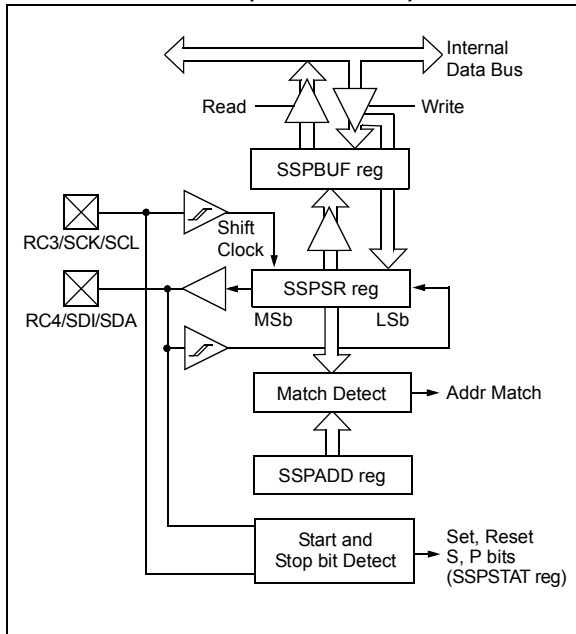 Internal
Data Bus
Read
Write
SSPBUF reg
RC3/SCK/SCL
Shift
Clock
SSPSR reg
MSb
LSb
RC4/SDI/SDA
Match Detect
Addr Match
SSPADD reg
Start and
Stop bit Detect
Set, Reset
S, P bits
(SSPSTAT reg)